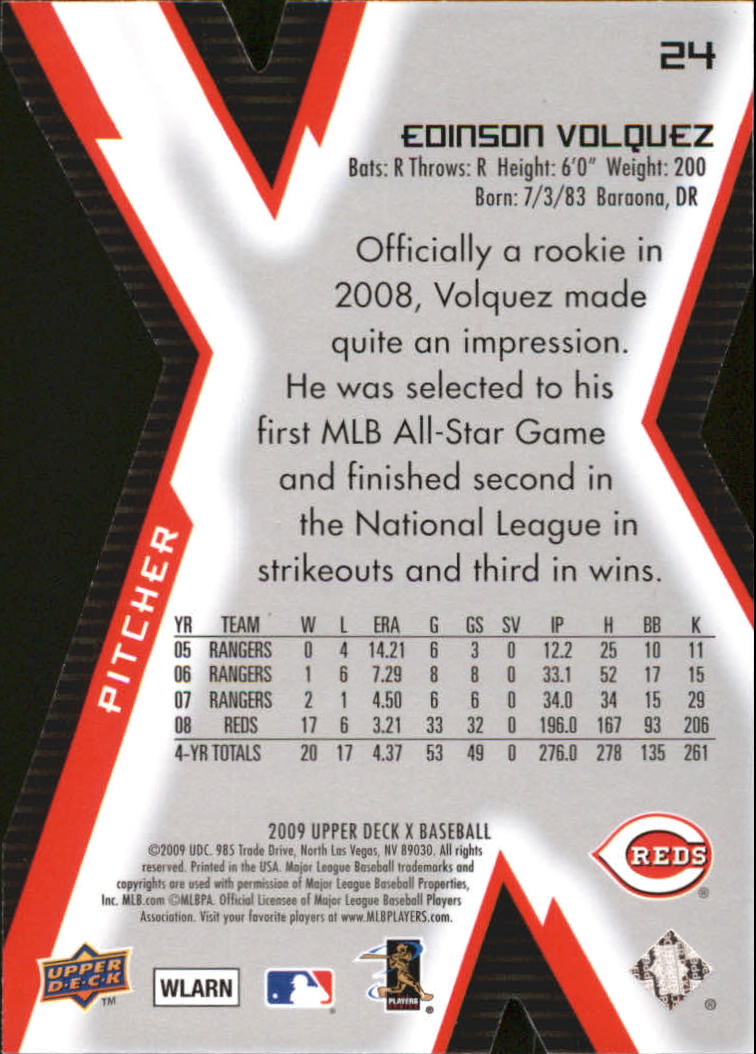 24
EDINSON VOLQUEZ
Bats: R Throws: R Height: 6'0" Weight: 200
Born: 7/3/83 Baraona, DR
Officially a rookie in
2008, Volquez made
quite an impression.
He was selected to his
first MLB All-Star Game
and finished second in
the National League in
strikeouts and third in wins.
PITCHER
YR TEAM W L ERA G GS SV IP H BB K
05 RANGERS 0 4 14.21 6 3 0 12.2 25 10 11
06 RANGERS 1 6 7.29 8 8 0 33.1 52 17 15
07 RANGERS 2 1 4.50 6 6 0 34.0 34 15 29
08 REDS 17 6 3.21 33 32 0 196.0 167 93 206
4-YR TOTALS 20 17 4.37 53 49 0 276.0 278 135 261
2009 UPPER DECK X BASEBALL
©2009 UDC. 985 Trade Drive, North Las Vegas, NV 89030. All rights
reserved. Printed in the USA. Major League Baseball trademarks and
copyrights are used with permission of Major League Baseball Properties,
Inc. MLB.com ©MLBPA. Official Licensee of Major League Baseball Players
Association. Visit your favorite players at www.MLBPLAYERS.com.
REDS
®
UPPER
D·E·C·K
™
WLARN
®
PLAYERS
CHOICE
®
®